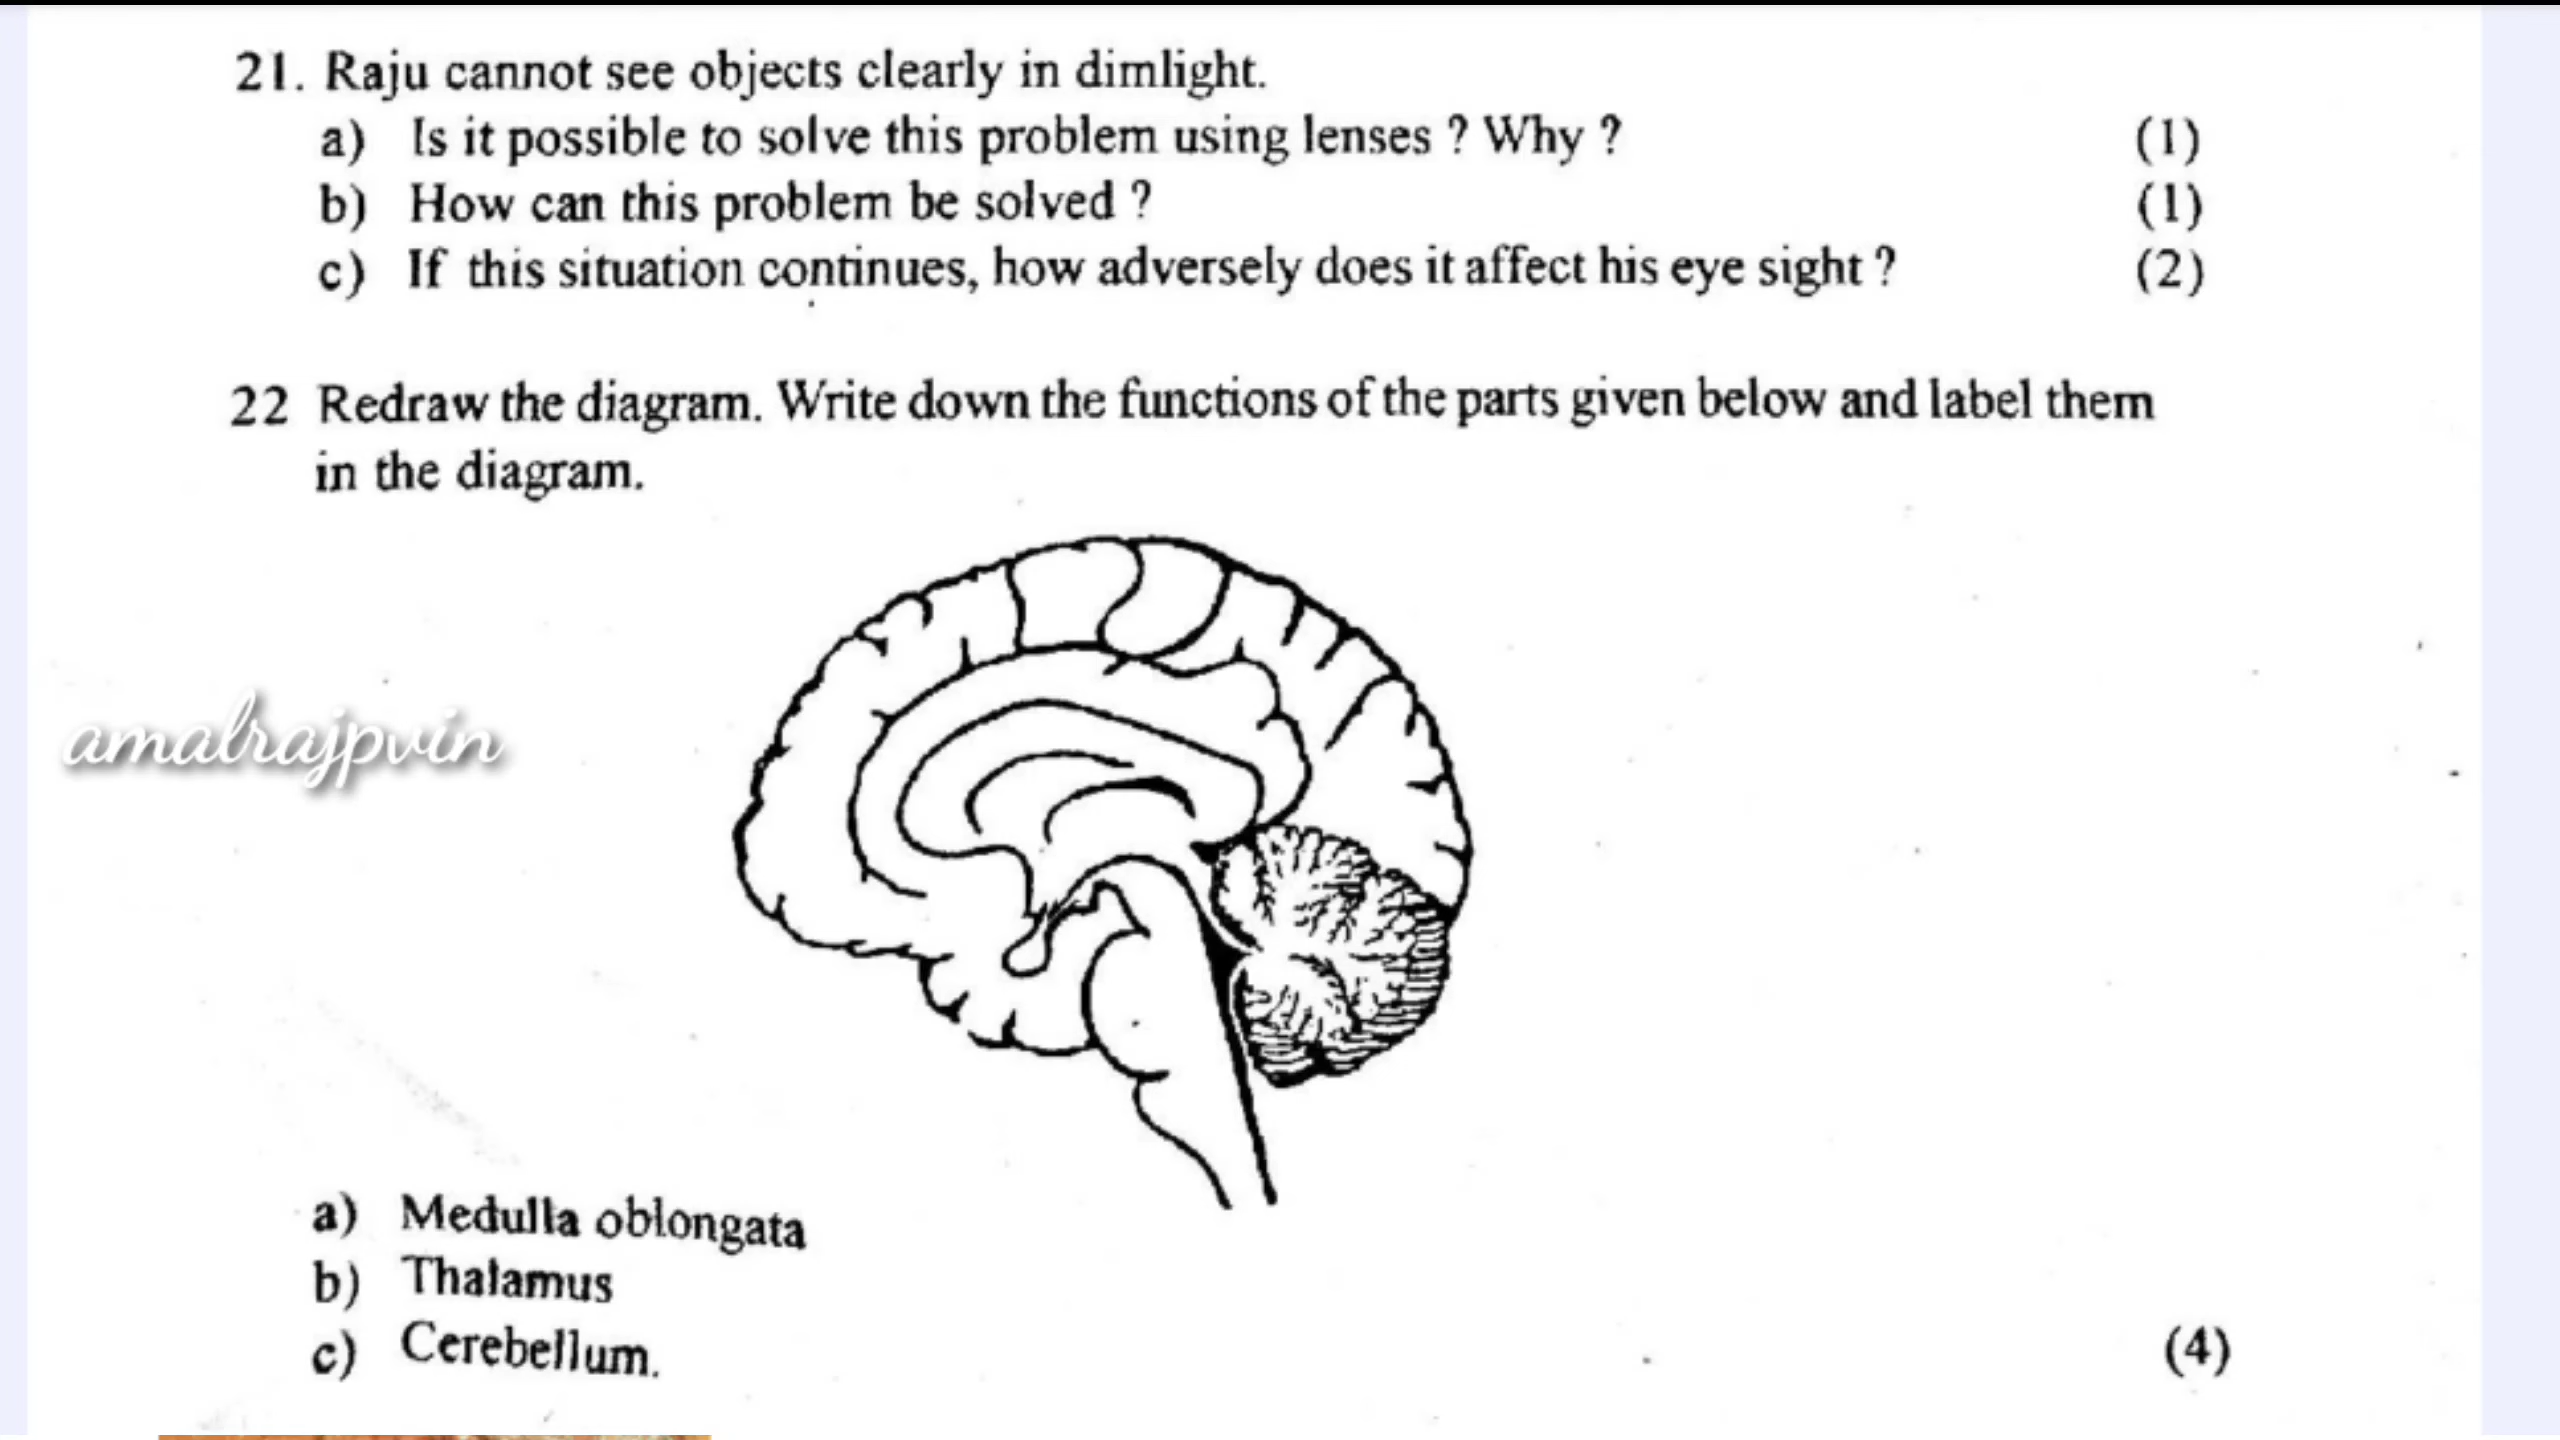 21. Raju cannot see objects clearly in dimlight.
a) Is it possible to solve this problem using lenses ? Why ? (1)
b) How can this problem be solved ? (1)
c) If this situation continues, how adversely does it affect his eye sight ? (2)
22 Redraw the diagram. Write down the functions of the parts given below and label them
in the diagram.
amalrajpvin
a) Medulla oblongata
b) Thalamus
c) Cerebellum. (4)